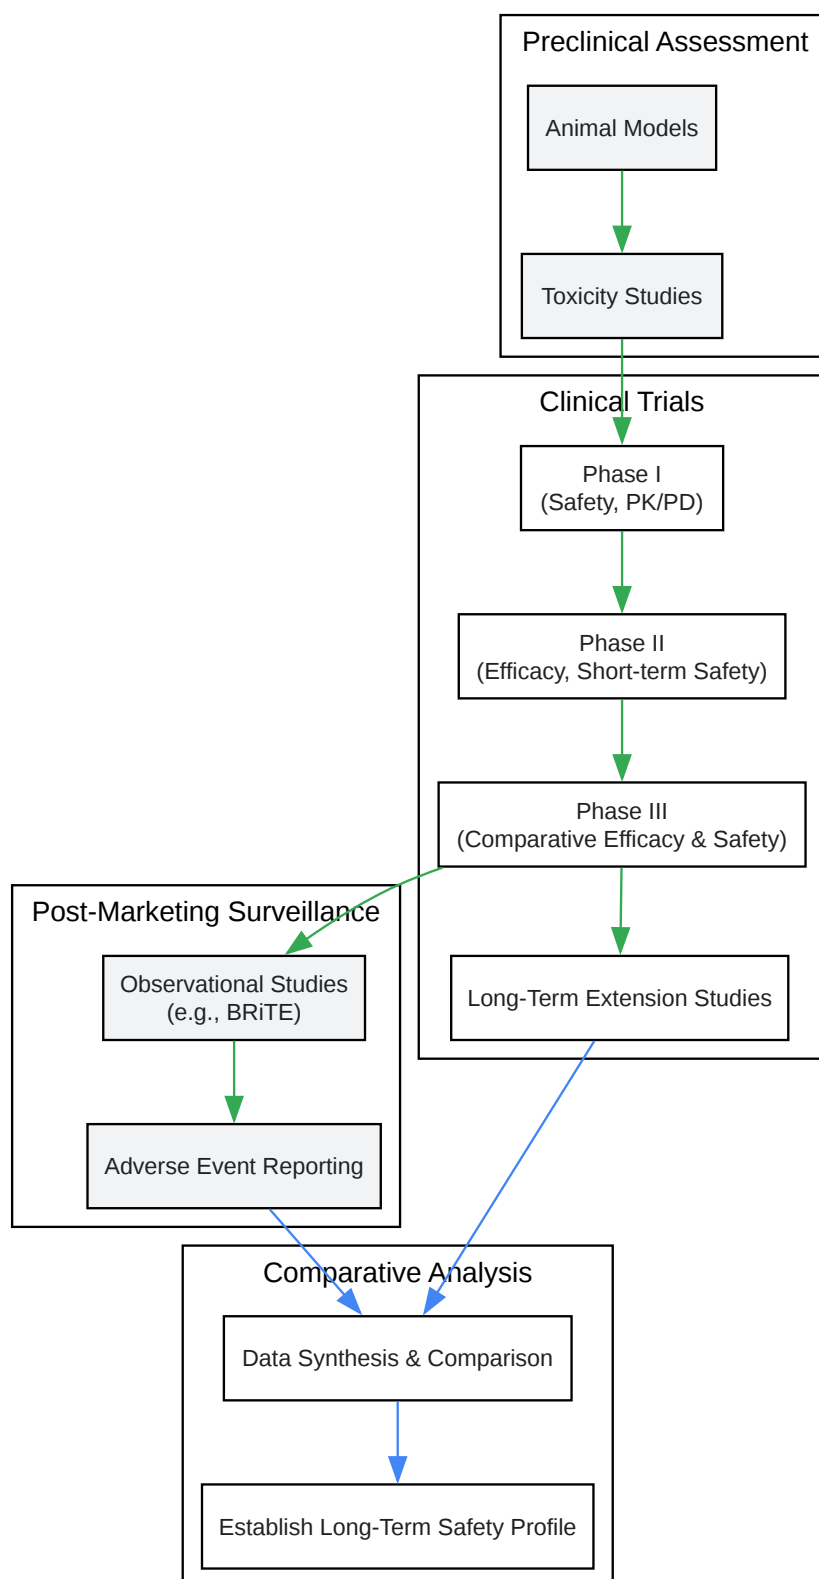 Preclinical Assessment
Animal Models
Toxicity Studies
Clinical Trials
Phase I
(Safety, PK/PD)
Phase II
(Efficacy, Short-term Safety)
Phase III
(Comparative Efficacy & Safety)
Post-Marketing Surveillance
Observational Studies
(e.g., BRiTE)
Long-Term Extension Studies
Adverse Event Reporting
Comparative Analysis
Data Synthesis & Comparison
Establish Long-Term Safety Profile